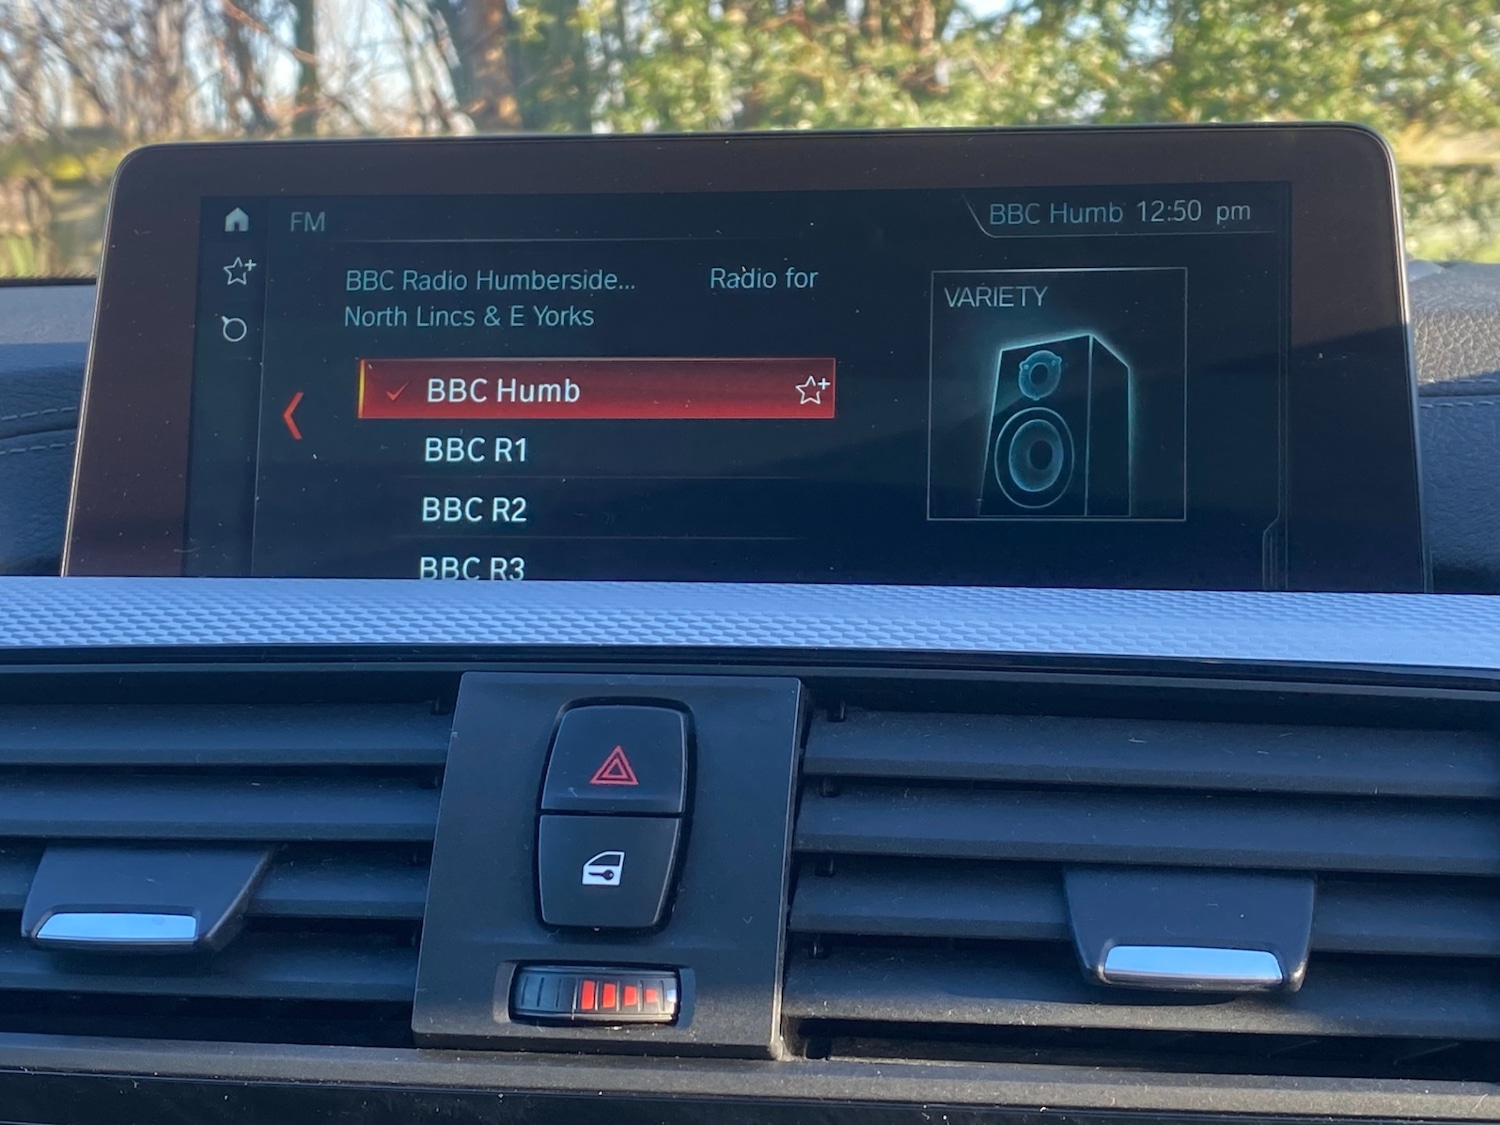 FM
BBC Humb 12:50 pm
BBC Radio Humberside... Radio for
North Lincs & E Yorks
VARIETY
BBC Humb
BBC R1
BBC R2
BBC R3